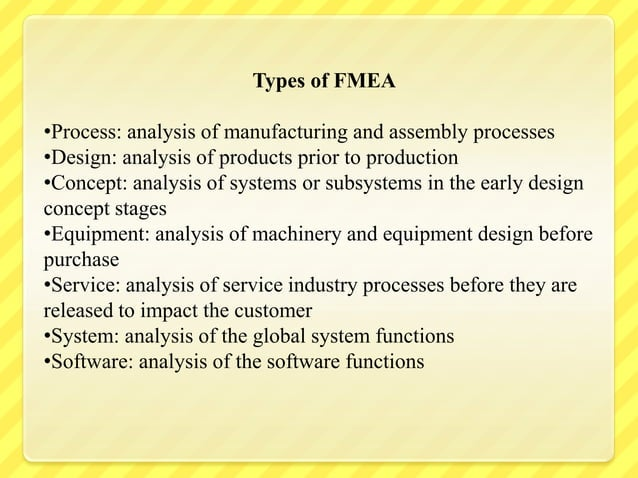 Types of FMEA
•Process: analysis of manufacturing and assembly processes
•Design: analysis of products prior to production
•Concept: analysis of systems or subsystems in the early design
concept stages
•Equipment: analysis of machinery and equipment design before
purchase
•Service: analysis of service industry processes before they are
released to impact the customer
•System: analysis of the global system functions
•Software: analysis of the software functions